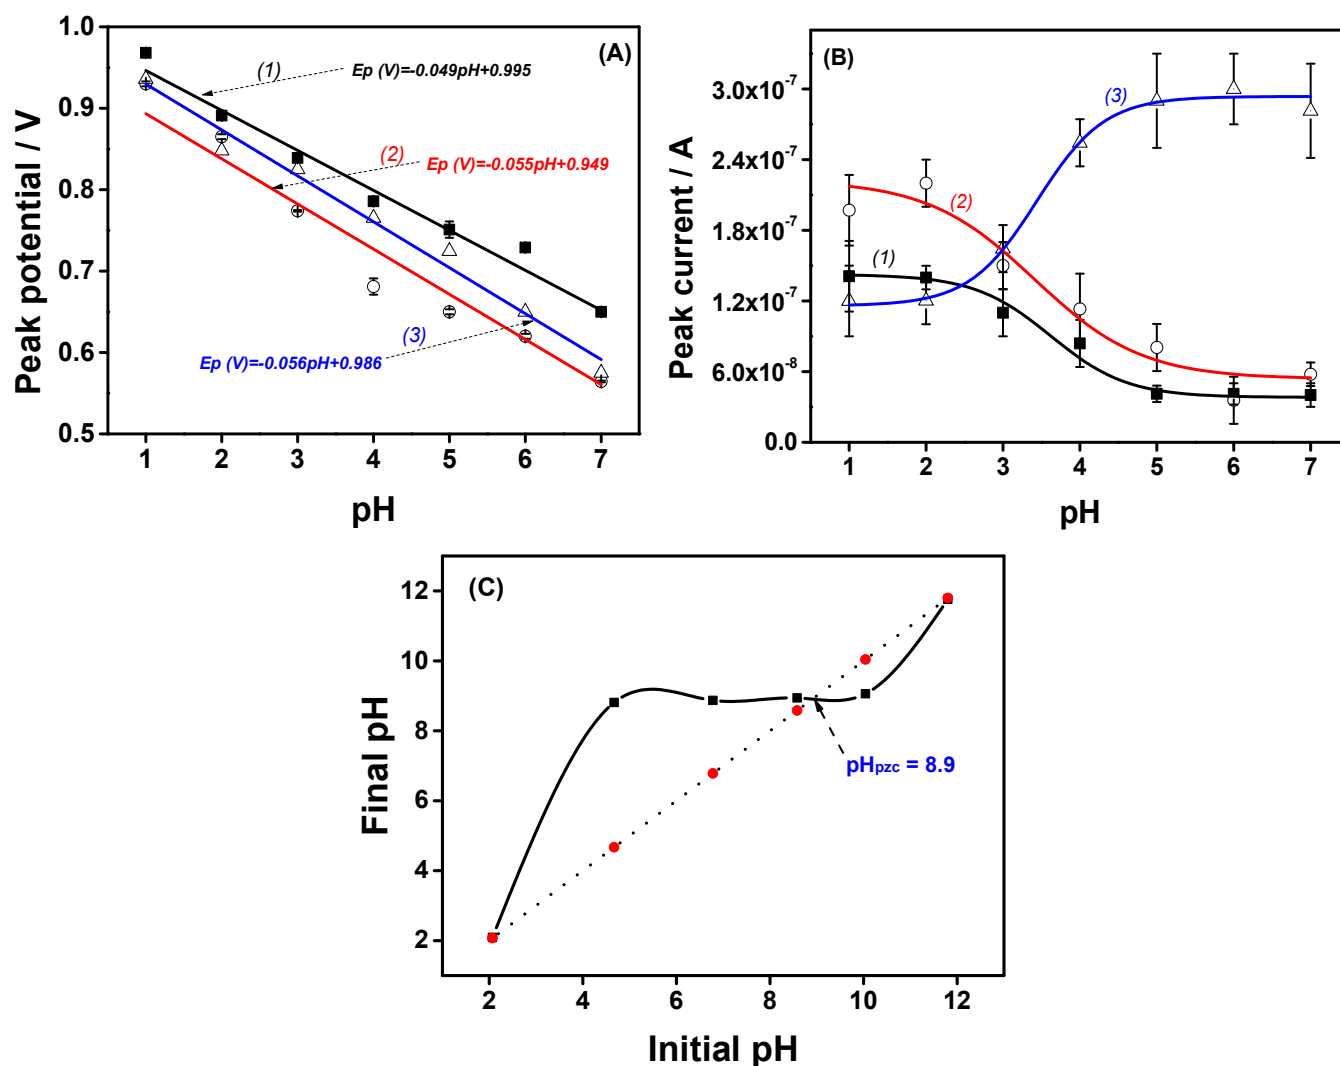 (A)
Peak potential / V
1.0
0.9
0.8
0.7
0.6
0.5
(1)
Ep (V)=-0.049pH+0.995
(2)
Ep (V)=-0.055pH+0.949
(3)
Ep (V)=-0.056pH+0.986
1 2 3 4 5 6 7
pH
(B)
Peak current / A
3.0x10-7
2.4x10-7
1.8x10-7
1.2x10-7
6.0x10-8
0.0
(3)
(2)
(1)
1 2 3 4 5 6 7
pH
(C)
Final pH
12
10
8
6
4
2
pHpzc = 8.9
2 4 6 8 10 12
Initial pH